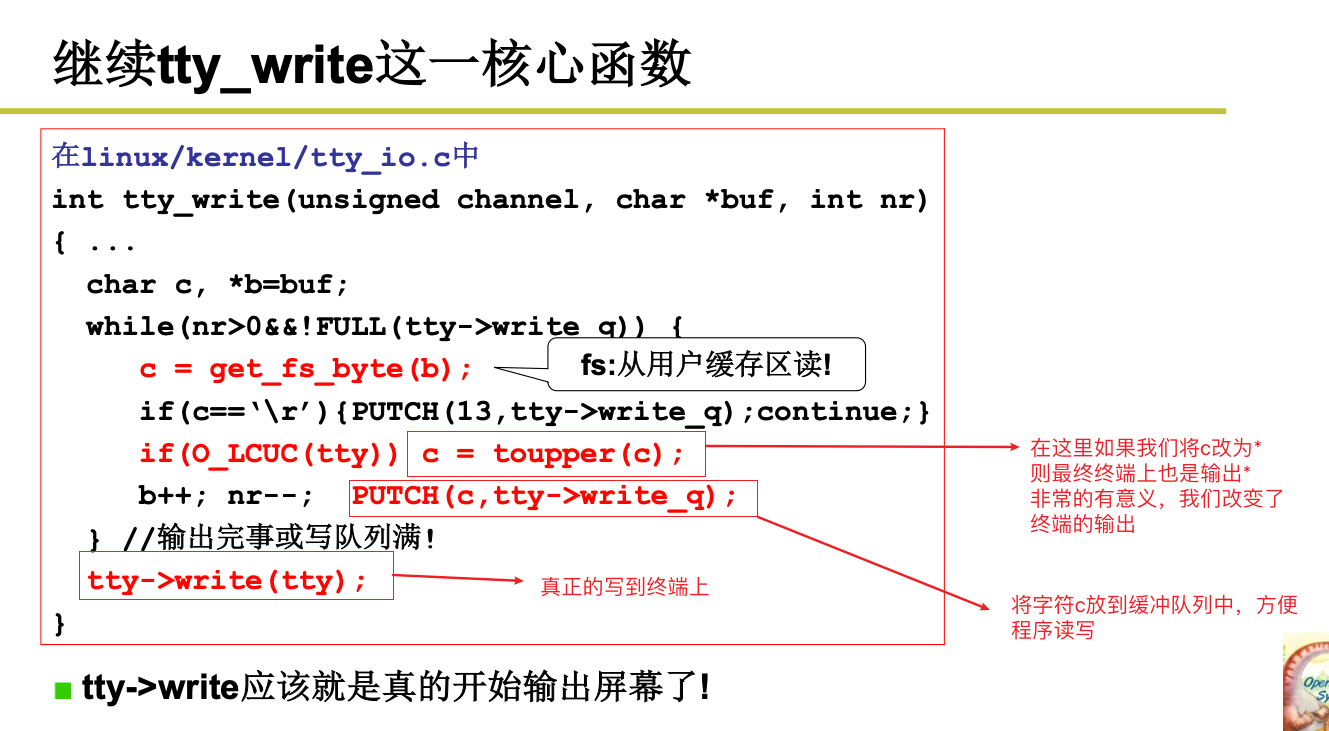 继续tty_write这一核心函数
在linux/kernel/tty_io.c中
int tty_write(unsigned channel, char *buf, int nr)
{ ...
char c, *b=buf;
while(nr>0&&!FULL(tty->write_q)) {
c = get_fs_byte(b);
fs:从用户缓存区读!
if(c==‘\r’){PUTCH(13,tty->write_q);continue;}
if(O_LCUC(tty)) c = toupper(c);
b++; nr--; PUTCH(c,tty->write_q);
} //输出完事或写队列满!
tty->write(tty);
}
在这里如果我们将c改为*
则最终终端上也是输出*
非常的有意义，我们改变了
终端的输出
真正的写到终端上
将字符c放到缓冲队列中，方便
程序读写
tty->write应该就是真的开始输出屏幕了!